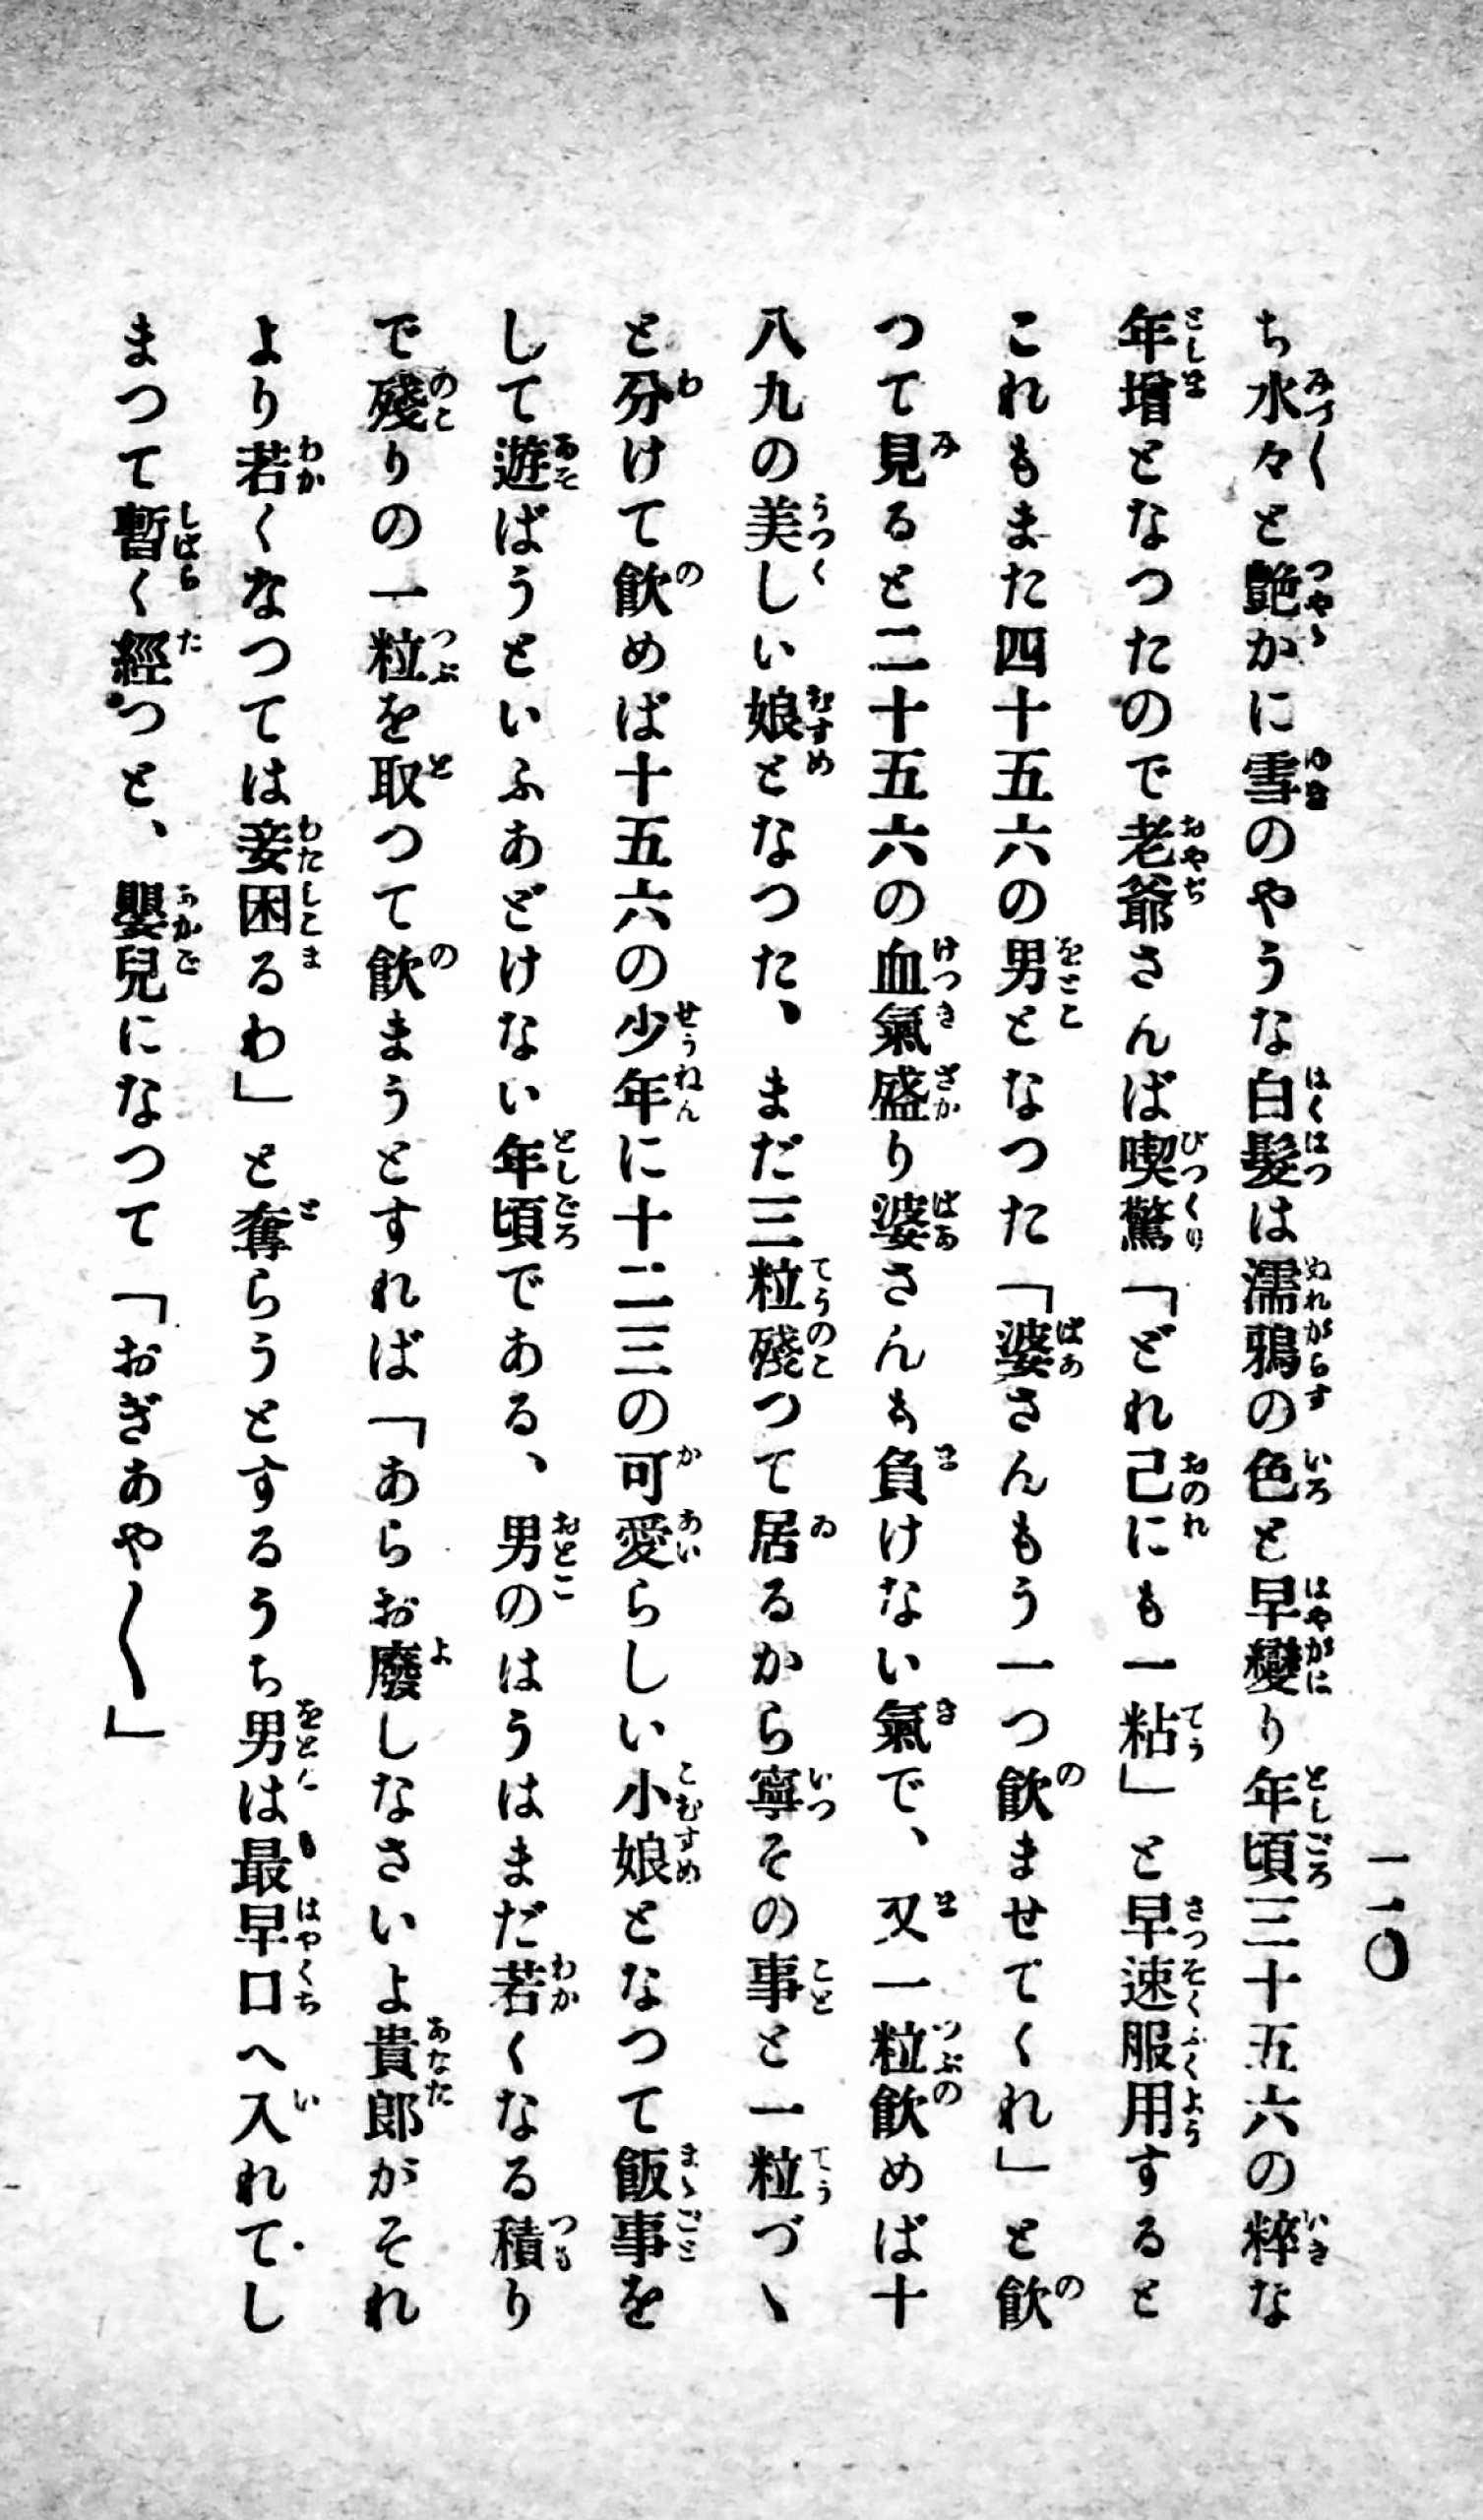 一一〇
ち水々と艶かに雪のやうな白髮は濡鴉の色と早變り年頃三十五六の粹な
年增となつたので老爺さんば喫驚「どれ己にも一粘」と早速服用すると
これもまた四十五六の男となつた「婆さんもう一つ飮ませてくれ」と飮
つて見ると二十五六の血氣盛り婆さんも負けない氣で、又一粒飮めば十
八九の美しい娘となつた、まだ三粒殘つて居るから寧その事と一粒づゝ
と分けて飮めば十五六の少年に十二三の可愛らしい小娘となつて飯事を
して遊ばうといふあどけない年頃である、男のはうはまだ若くなる積り
で殘りの一粒を取つて飮まうとすれば「あらお廢しなさいよ貴郎がそれ
より若くなつては妾困るわ」と奪らうとするうち男は最早口へ入れてし
まつて暫く經つと、嬰兒になつて「おぎあや〱」